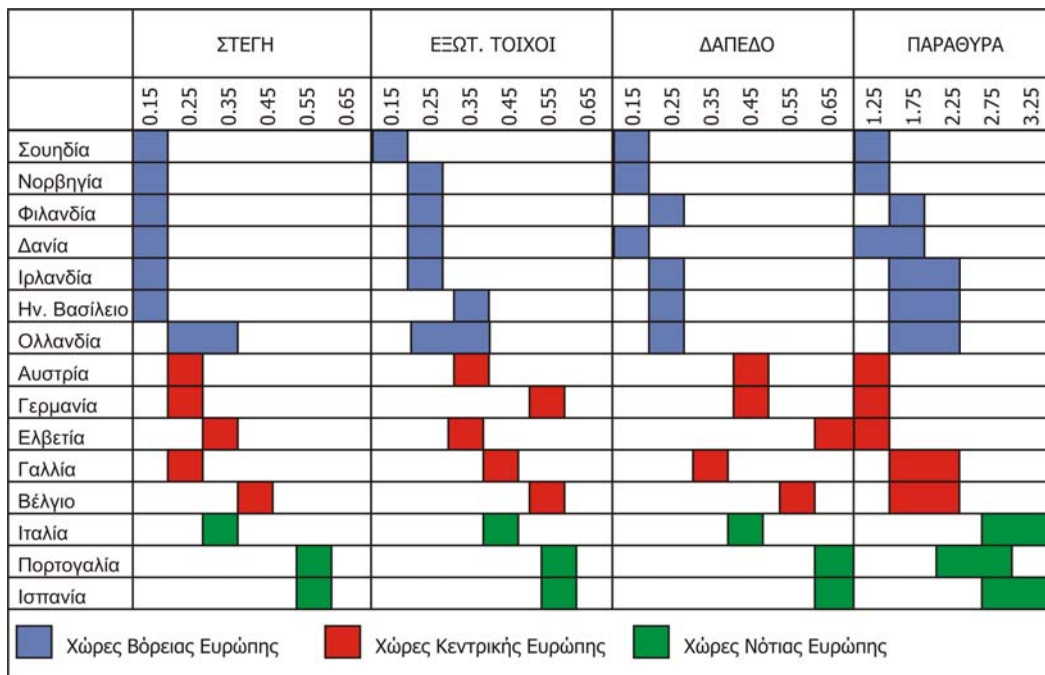 ΣΤΕΓΗ ΕΞΩΤ. ΤΟΙΧΟΙ ΔΑΠΕΔΟ ΠΑΡΑΘΥΡΑ
0.15 0.25 0.35 0.45 0.55 0.65 0.15 0.25 0.35 0.45 0.55 0.65 0.15 0.25 0.35 0.45 0.55 0.65 1.25 1.75 2.25 2.75 3.25
Σουηδία
Νορβηγία
Φιλανδία
Δανία
Ιρλανδία
Ην. Βασίλειο
Ολλανδία
Αυστρία
Γερμανία
Ελβετία
Γαλλία
Βέλγιο
Ιταλία
Πορτογαλία
Ισπανία
Χώρες Βόρειας Ευρώπης Χώρες Κεντρικής Ευρώπης Χώρες Νότιας Ευρώπης